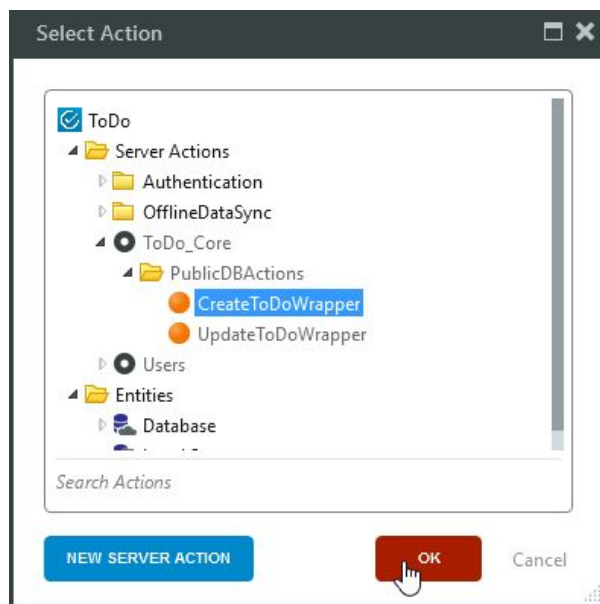 Select Action
ToDo
Server Actions
Authentication
OfflineDataSync
ToDo_Core
PublicDBActions
CreateToDoWrapper
UpdateToDoWrapper
Users
Entities
Database
Search Actions
NEW SERVER ACTION
OK
Cancel